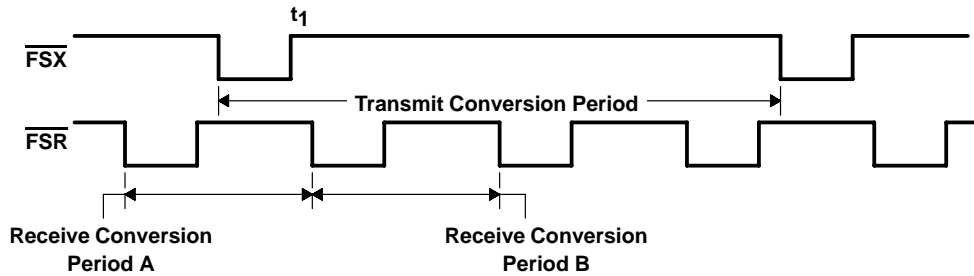 t1
FSX
Transmit Conversion Period
FSR
Receive Conversion
Period A
Receive Conversion
Period B